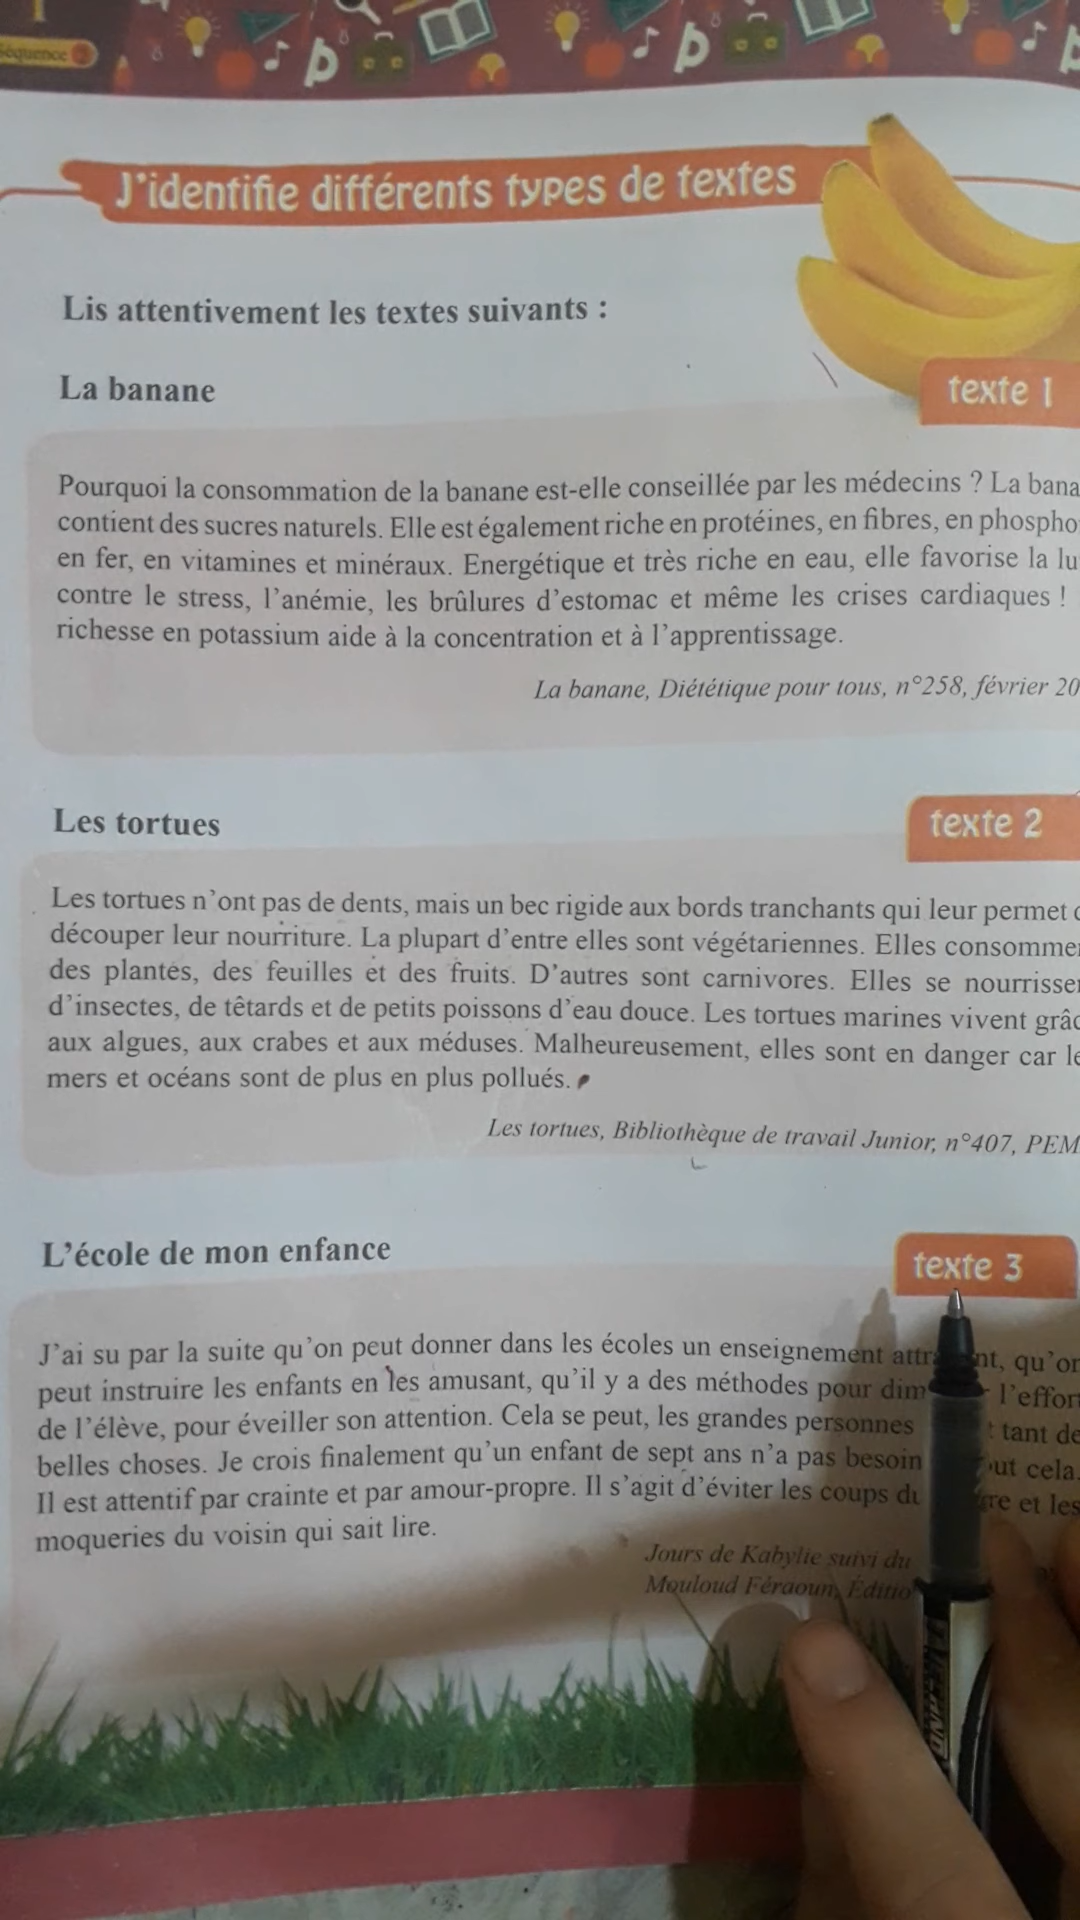 Séquence
J'identifie différents types de textes
Lis attentivement les textes suivants :
La banane
texte 1
Pourquoi la consommation de la banane est-elle conseillée par les médecins ? La bana
contient des sucres naturels. Elle est également riche en protéines, en fibres, en phospho
en fer, en vitamines et minéraux. Energétique et très riche en eau, elle favorise la lu
contre le stress, l'anémie, les brûlures d'estomac et même les crises cardiaques !
richesse en potassium aide à la concentration et à l'apprentissage.
La banane, Diététique pour tous, n°258, février 20
Les tortues
texte 2
Les tortues n'ont pas de dents, mais un bec rigide aux bords tranchants qui leur permet
découper leur nourriture. La plupart d'entre elles sont végétariennes. Elles consomme
des plantes, des feuilles et des fruits. D'autres sont carnivores. Elles se nourrisse
d'insectes, de têtards et de petits poissons d'eau douce. Les tortues marines vivent grâc
aux algues, aux crabes et aux méduses. Malheureusement, elles sont en danger car le
mers et océans sont de plus en plus pollués.
Les tortues, Bibliothèque de travail Junior, n°407, PEM
L'école de mon enfance
texte 3
J'ai su par la suite qu'on peut donner dans les écoles un enseignement attr nt, qu'on
peut instruire les enfants en les amusant, qu'il y a des méthodes pour dim l'effort
de l'élève, pour éveiller son attention. Cela se peut, les grandes personnes tant de
belles choses. Je crois finalement qu'un enfant de sept ans n'a pas besoin out cela.
Il est attentif par crainte et par amour-propre. Il s'agit d'éviter les coups du re et les
moqueries du voisin qui sait lire.
Jours de Kabylie suivi du
Mouloud Féraoun, Éditio